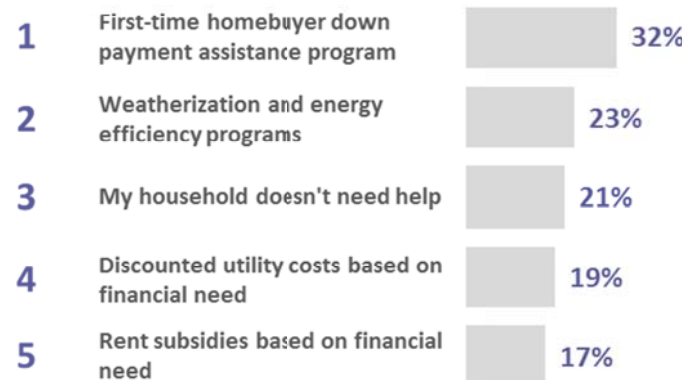 1
First-time homebuyer down
payment assistance program
32%
2
Weatherization and energy
efficiency programs
23%
3
My household doesn't need help
21%
4
Discounted utility costs based on
financial need
19%
5
Rent subsidies based on financial
need
17%